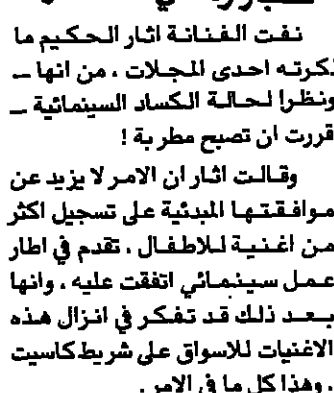 نفت الفنانة اثار الحكيم ما
ذكرته احدى المجلات ، من انها ــ
ونظرا لحالة الكساد السينمائية ــ
قررت ان تصبح مطربة !
وقالت اثار ان الامر لا يزيد عن
موافقتها المبدئية على تسجيل اكثر
من اغنية للاطفال ، تقدم في اطار
عمل سينمائي اتفقت عليه ، وانها
بعد ذلك قد تفكر في انزال هذه
الاغنيات للاسواق على شريط كاسيت
، وهذا كل ما في الامر .